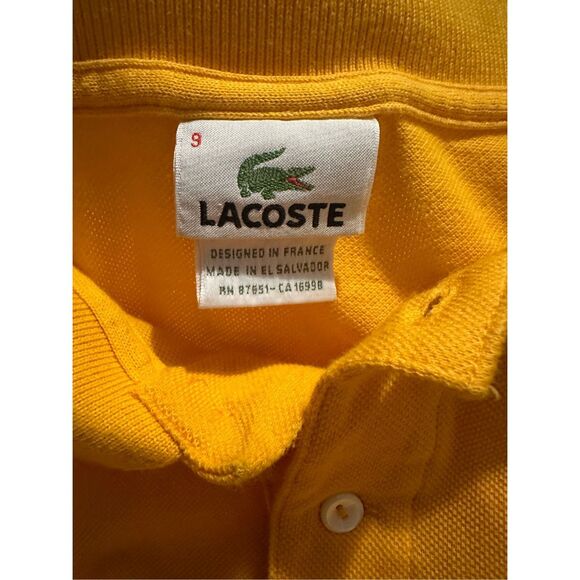 9
LACOSTE
DESIGNED IN FRANCE
MADE IN EL SALVADOR
RN 87651-CA 16998